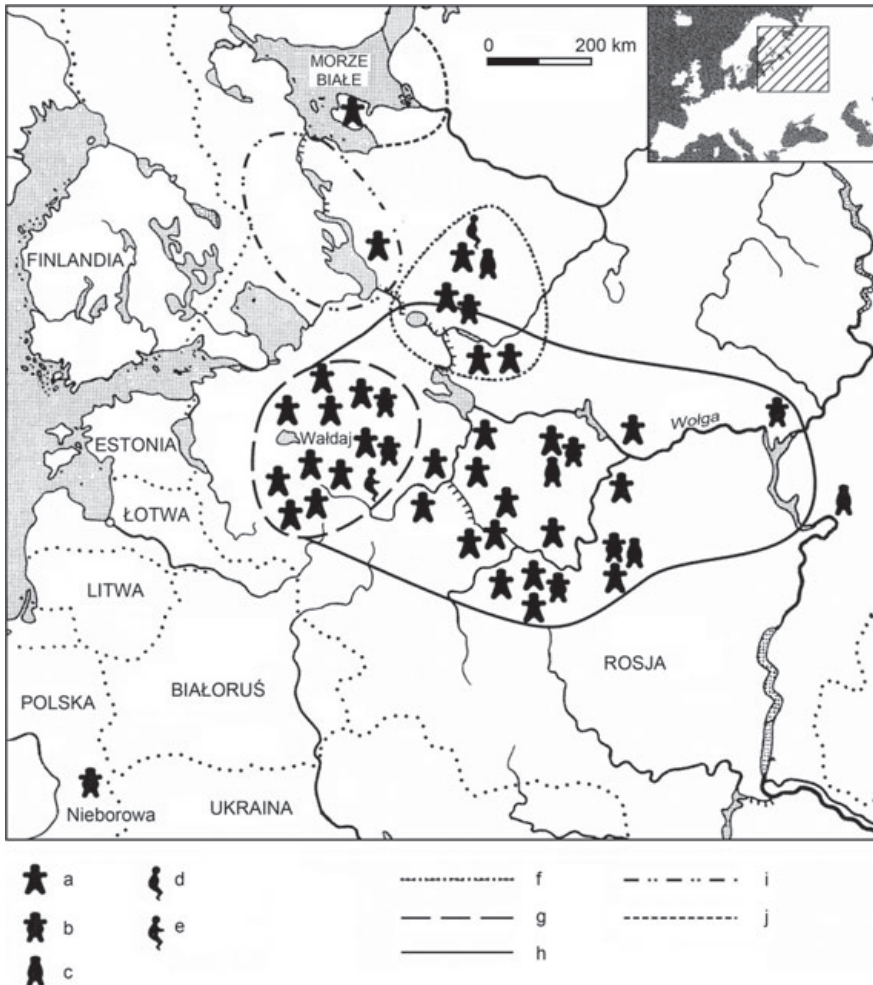 MORZE
BIAŁE
0 200 km
FINLANDIA
Wołga
ESTONIA
Wałdaj
ŁOTWA
LITWA
ROSJA
POLSKA
BIAŁORUŚ
Nieborowa
UKRAINA
a
b
c
d
e
f
g
h
i
j